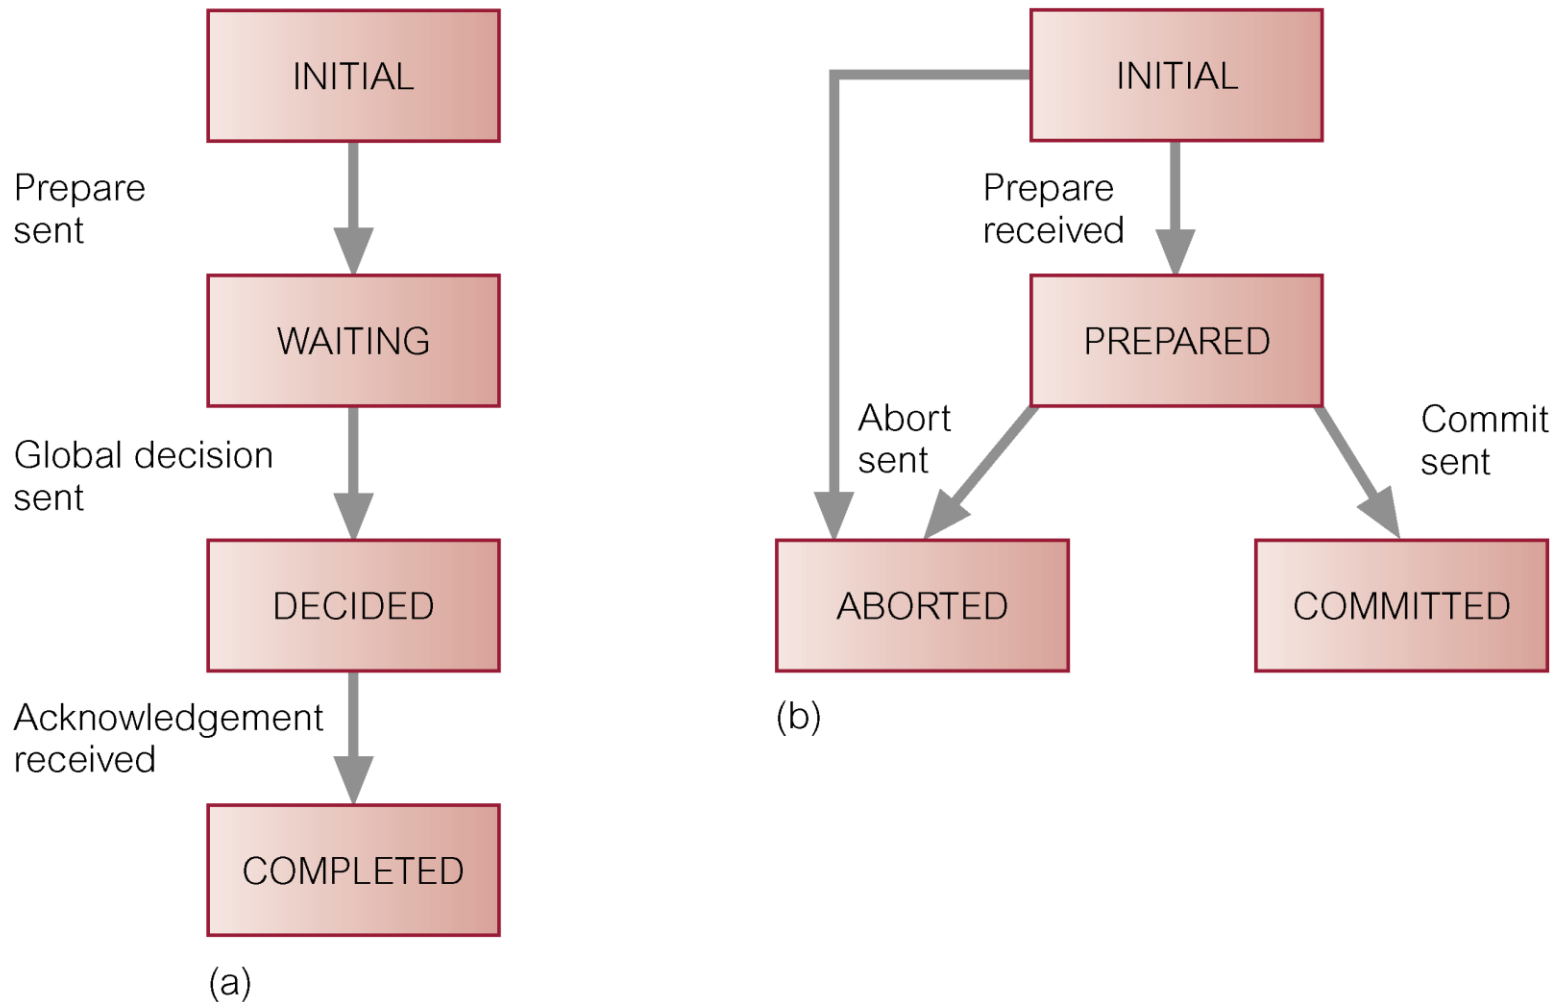 INITIAL
Prepare
sent
WAITING
Global decision
sent
DECIDED
Acknowledgement
received
COMPLETED
(a)
INITIAL
Prepare
received
PREPARED
Abort
sent
Commit
sent
ABORTED
COMMITTED
(b)